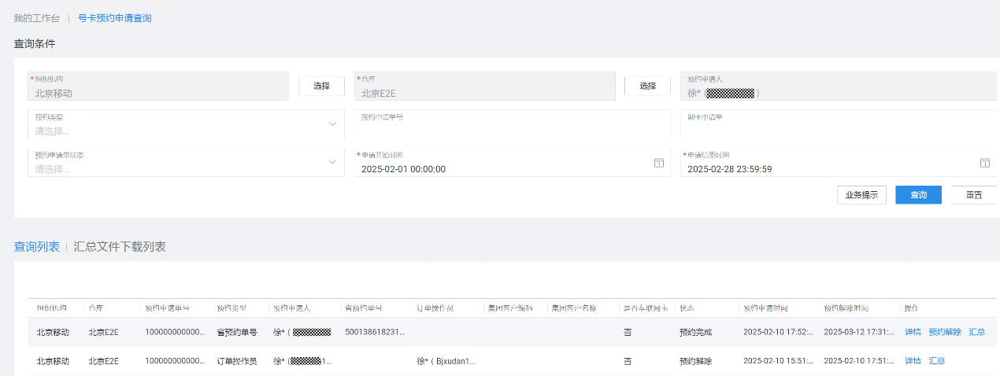 我的工作台 | 号卡预约申请查询
查询条件
*组织机构
北京移动
选择
*仓库
北京E2E
选择
预约申请人
徐* ( )
预约类型
请选择...
预约申请单号
制卡申请单
预约申请单状态
请选择...
*申请开始时间
2025-02-01 00:00:00
*申请结束时间
2025-02-28 23:59:59
业务提示 查询 重置
查询列表 | 汇总文件下载列表
组织机构 仓库 预约申请单号 预约类型 预约申请人 省预约单号 订单操作员 集团客户编码 集团客户名称 是否车联网卡 状态 预约申请时间 预约解除时间 操作
北京移动 北京E2E 100000000000... 省预约单号 徐* ( 500138618231... 否 预约完成 2025-02-10 17:52:... 2025-03-12 17:31:... 详情 预约解除 汇总
北京移动 北京E2E 100000000000... 订单操作员 徐* ( 1... 徐* ( Bjxudan1... 否 预约解除 2025-02-10 15:51:... 2025-02-10 17:51:... 详情 汇总